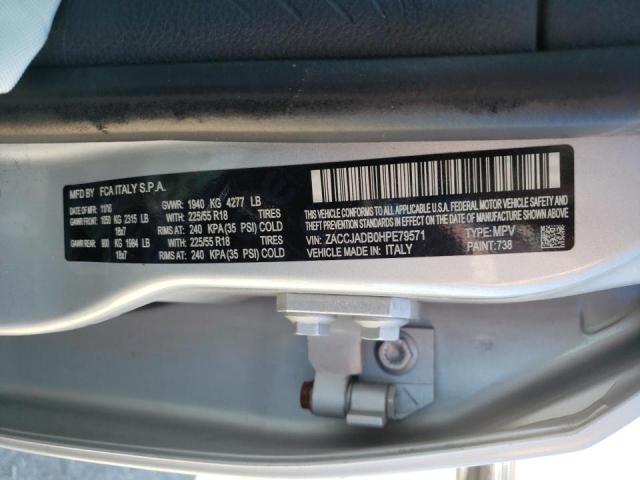 MFD BY FCA ITALY S.P.A.
DATE OF MFR 11/16 GVWR: 1940 KG 4277 LB
GAWR FRONT: 1050 KG 2315 LB WITH: 225/55 R18 TIRES
18x7 RIMS AT: 240 KPA(35 PSI) COLD
GAWR REAR: 900 KG 1984 LB WITH: 225/55 R18 TIRES
18x7 RIMS AT: 240 KPA(35 PSI) COLD
THIS VEHICLE CONFORMS TO ALL APPLICABLE U.S.A. FEDERAL MOTOR VEHICLE SAFETY, BUMPER AND THEFT PREVENTION STANDARDS IN EFFECT ON THE DATE OF MANUFACTURE SHOWN ABOVE.
VIN: ZACCJADB0HPE79571 TYPE: MPV
VEHICLE MADE IN: ITALY PAINT: 738